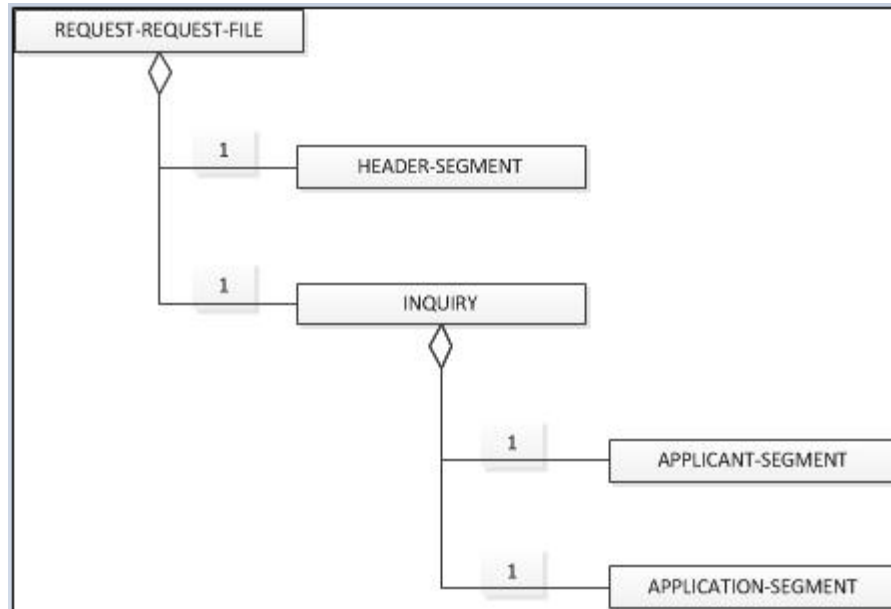 REQUEST-REQUEST-FILE
1
HEADER-SEGMENT
1
INQUIRY
1
APPLICANT-SEGMENT
1
APPLICATION-SEGMENT